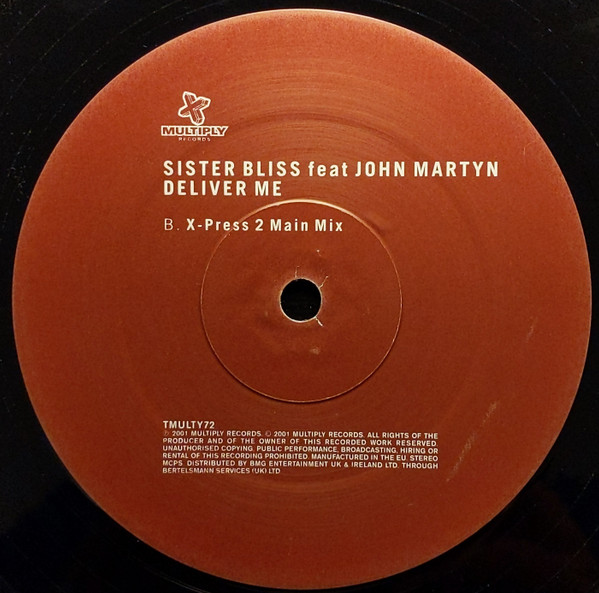 MULTIPLY
RECORDS
SISTER BLISS feat JOHN MARTYN
DELIVER ME
B. X-Press 2 Main Mix
TMULTY72
℗ 2001 MULTIPLY RECORDS. © 2001 MULTIPLY RECORDS. ALL RIGHTS OF THE
PRODUCER AND OF THE OWNER OF THIS RECORDED WORK RESERVED.
UNAUTHORISED COPYING, PUBLIC PERFORMANCE, BROADCASTING, HIRING OR
RENTAL OF THIS RECORDING PROHIBITED. MANUFACTURED IN THE EU. STEREO
MCPS. DISTRIBUTED BY BMG ENTERTAINMENT UK & IRELAND LTD. THROUGH
BERTELSMANN SERVICES (UK) LTD